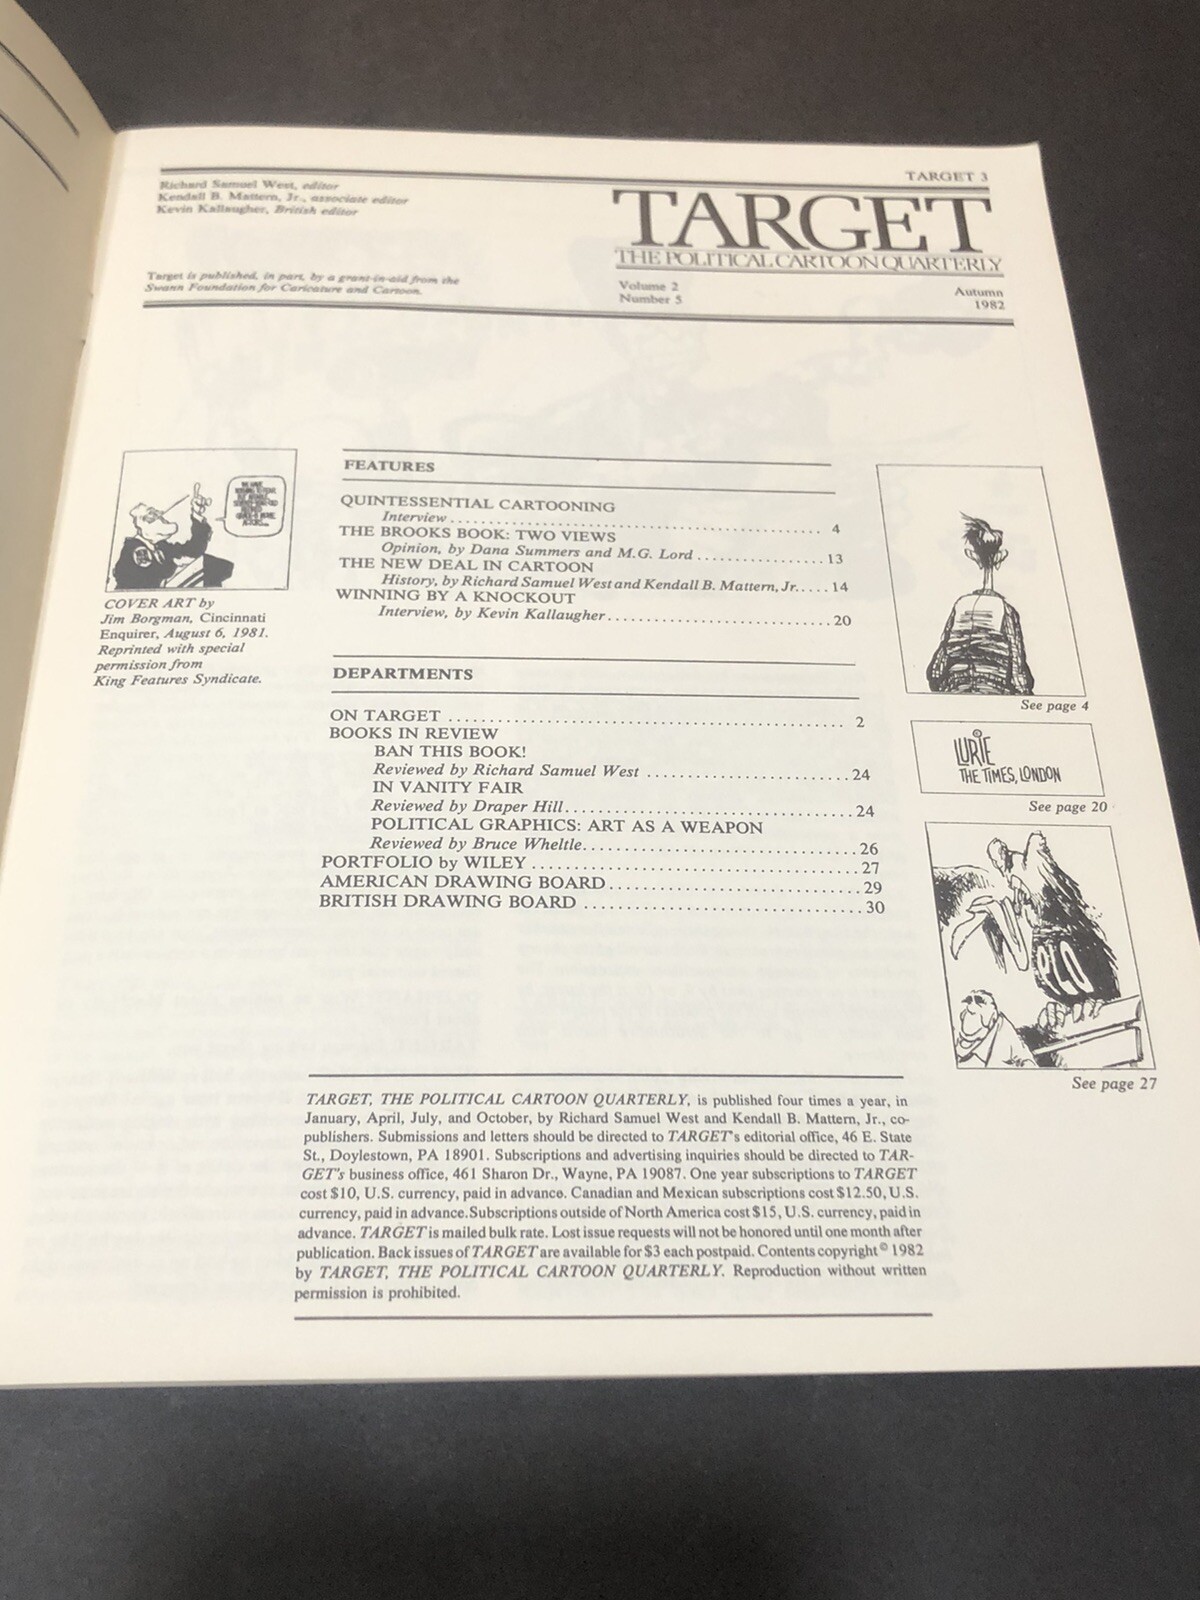 TARGET 3
Richard Samuel West, editor
Kendall B. Mattern, Jr., associate editor
Kevin Kallaugher, British editor
TARGET
THE POLITICAL CARTOON QUARTERLY
Target is published, in part, by a grant-in-aid from the
Swann Foundation for Caricature and Cartoon.
Volume 2
Number 5
Autumn
1982
COVER ART by
Jim Borgman, Cincinnati
Enquirer, August 6, 1981.
Reprinted with special
permission from
King Features Syndicate.
FEATURES
QUINTESSENTIAL CARTOONING
Interview........................................ 4
THE BROOKS BOOK: TWO VIEWS
Opinion, by Dana Summers and M.G. Lord ................13
THE NEW DEAL IN CARTOON
History, by Richard Samuel West and Kendall B. Mattern, Jr.....14
WINNING BY A KNOCKOUT
Interview, by Kevin Kallaugher.............................20
DEPARTMENTS
ON TARGET ........................................ 2
BOOKS IN REVIEW
BAN THIS BOOK!
Reviewed by Richard Samuel West .........................24
IN VANITY FAIR
Reviewed by Draper Hill....................................24
POLITICAL GRAPHICS: ART AS A WEAPON
Reviewed by Bruce Wheltle..................................26
PORTFOLIO by WILEY ........................................27
AMERICAN DRAWING BOARD................................29
BRITISH DRAWING BOARD ..................................30
See page 4
LURIE
THE TIMES, LONDON
See page 20
PLO
See page 27
TARGET, THE POLITICAL CARTOON QUARTERLY, is published four times a year, in
January, April, July, and October, by Richard Samuel West and Kendall B. Mattern, Jr., co-
publishers. Submissions and letters should be directed to TARGET's editorial office, 46 E. State
St., Doylestown, PA 18901. Subscriptions and advertising inquiries should be directed to TAR-
GET's business office, 461 Sharon Dr., Wayne, PA 19087. One year subscriptions to TARGET
cost $10, U.S. currency, paid in advance. Canadian and Mexican subscriptions cost $12.50, U.S.
currency, paid in advance.Subscriptions outside of North America cost $15, U.S. currency, paid in
advance. TARGET is mailed bulk rate. Lost issue requests will not be honored until one month after
publication. Back issues of TARGET are available for $3 each postpaid. Contents copyright © 1982
by TARGET, THE POLITICAL CARTOON QUARTERLY. Reproduction without written
permission is prohibited.